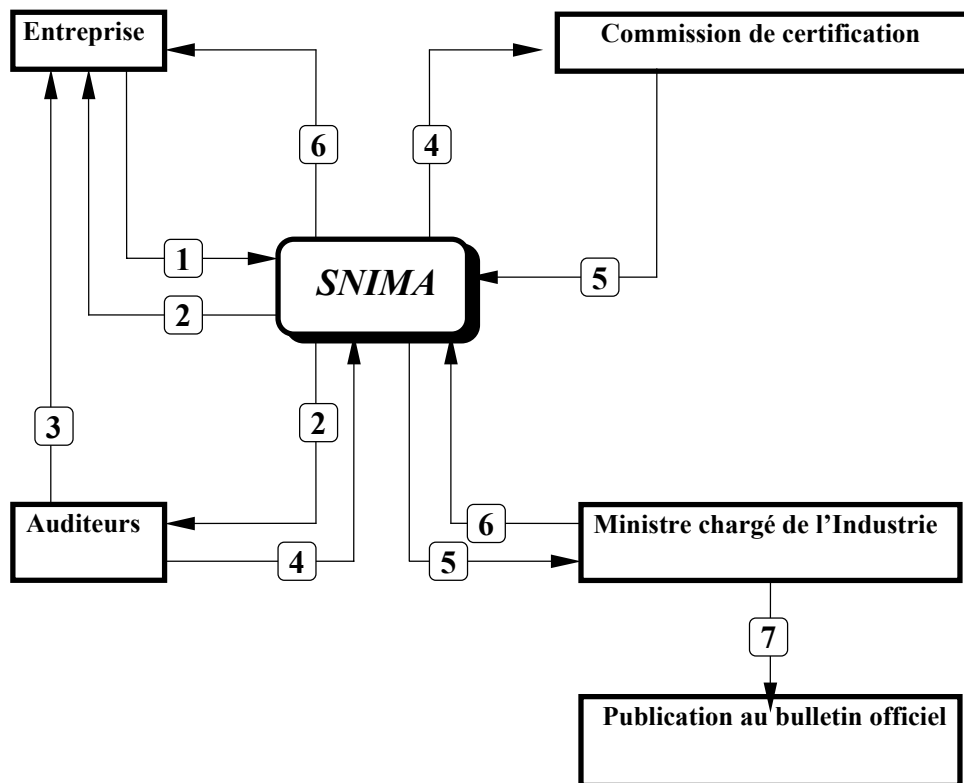 Entreprise
Commission de certification
6
4
1
SNIMA
5
2
3
2
Auditeurs
6
Ministre chargé de l’Industrie
4
5
7
Publication au bulletin officiel